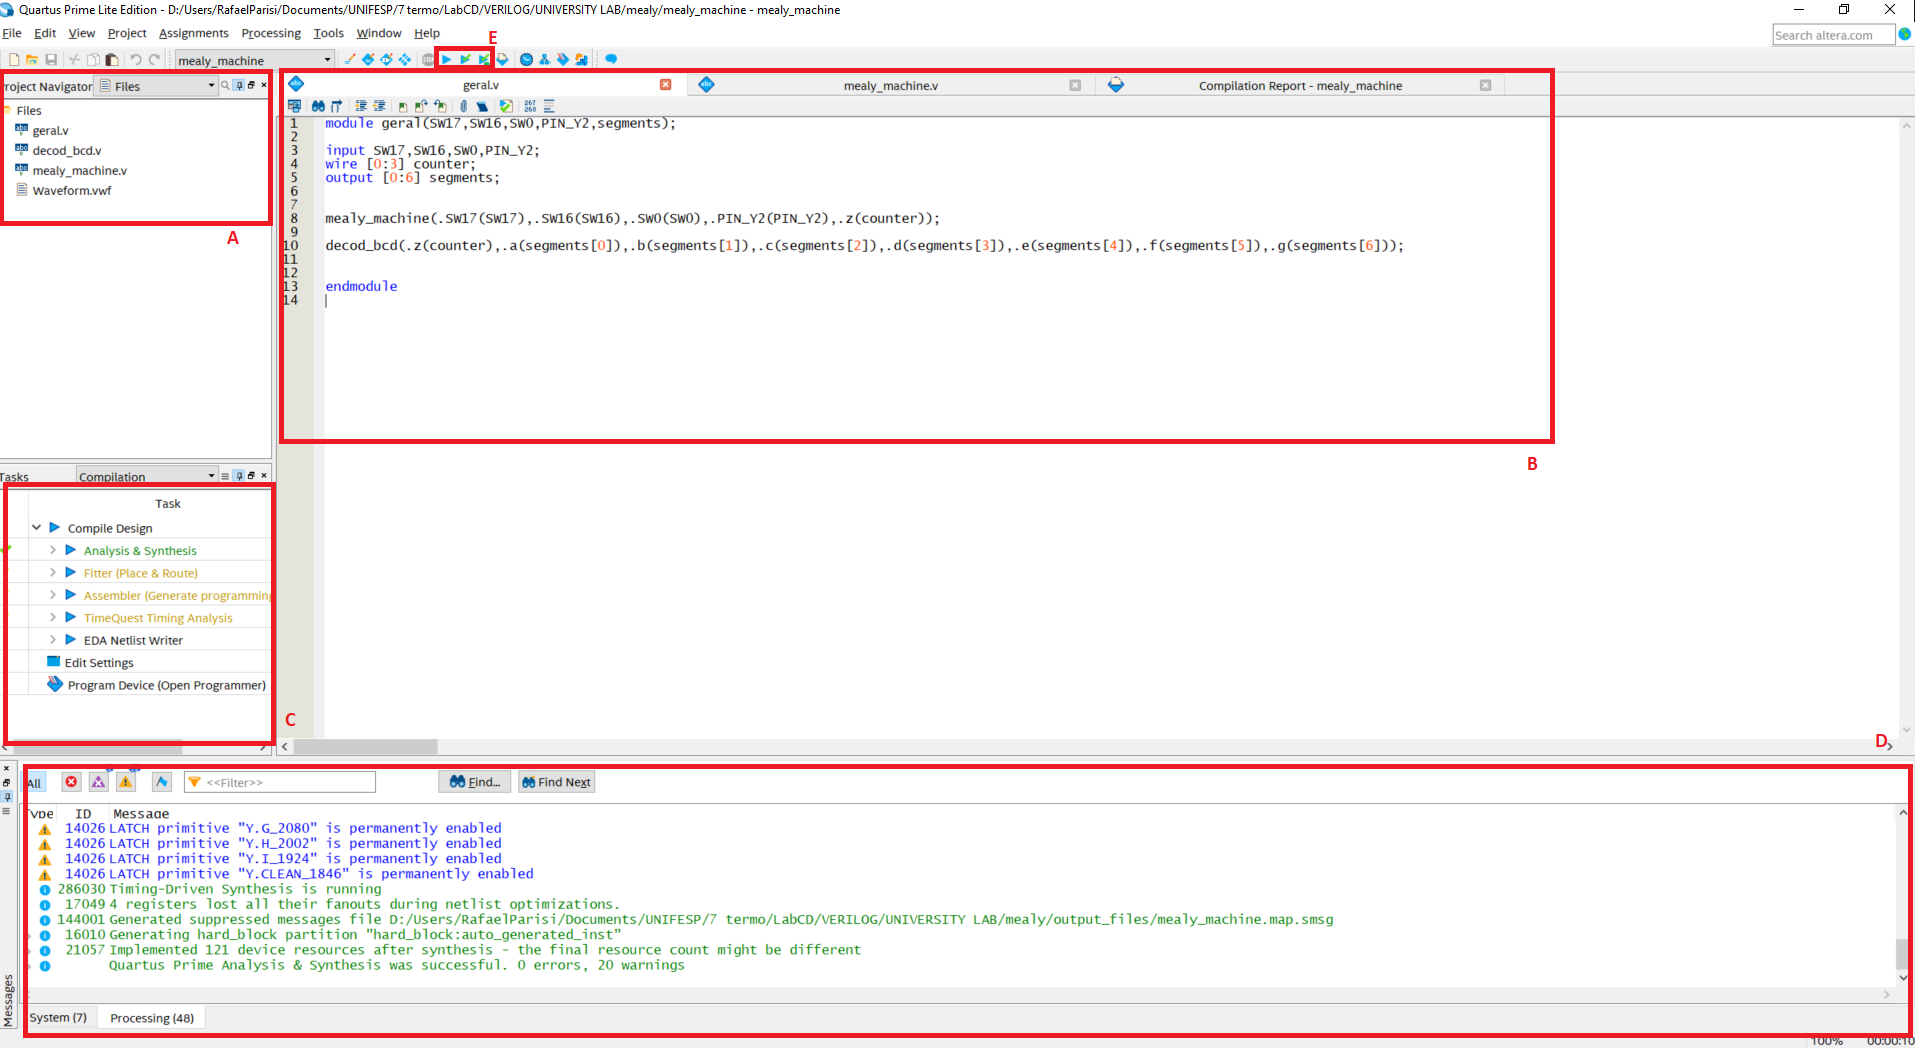 Quartus Prime Lite Edition - D:/Users/RafaelParisi/Documents/UNIFESP/7 termo/LabCD/VERILOG/UNIVERSITY LAB/mealy/mealy_machine - mealy_machine
File Edit View Project Assignments Processing Tools Window Help
E
Search altera.com
mealy_machine
roject Navigator Files
Files
geral.v
decod_bcd.v
mealy_machine.v
Waveform.vwf
A
geral.v mealy_machine.v Compilation Report - mealy_machine
267
268
1 module geral(SW17,SW16,SW0,PIN_Y2,segments);
2
3 input SW17,SW16,SW0,PIN_Y2;
4 wire [0:3] counter;
5 output [0:6] segments;
6
7
8 mealy_machine(.SW17(SW17),.SW16(SW16),.SW0(SW0),.PIN_Y2(PIN_Y2),.z(counter));
9
10 decod_bcd(.z(counter),.a(segments[0]),.b(segments[1]),.c(segments[2]),.d(segments[3]),.e(segments[4]),.f(segments[5]),.g(segments[6]));
11
12
13 endmodule
14
B
Tasks Compilation
Task
Compile Design
Analysis & Synthesis
Fitter (Place & Route)
Assembler (Generate programming
TimeQuest Timing Analysis
EDA Netlist Writer
Edit Settings
Program Device (Open Programmer)
C
D
All <<Filter>> Find... Find Next
Type ID Message
14026 LATCH primitive "Y.G_2080" is permanently enabled
14026 LATCH primitive "Y.H_2002" is permanently enabled
14026 LATCH primitive "Y.I_1924" is permanently enabled
14026 LATCH primitive "Y.CLEAN_1846" is permanently enabled
286030 Timing-Driven Synthesis is running
17049 4 registers lost all their fanouts during netlist optimizations.
144001 Generated suppressed messages file D:/Users/RafaelParisi/Documents/UNIFESP/7 termo/LabCD/VERILOG/UNIVERSITY LAB/mealy/output_files/mealy_machine.map.smsg
16010 Generating hard_block partition "hard_block:auto_generated_inst"
21057 Implemented 121 device resources after synthesis - the final resource count might be different
Quartus Prime Analysis & Synthesis was successful. 0 errors, 20 warnings
Messages
System (7) Processing (48)
100% 00:00:10